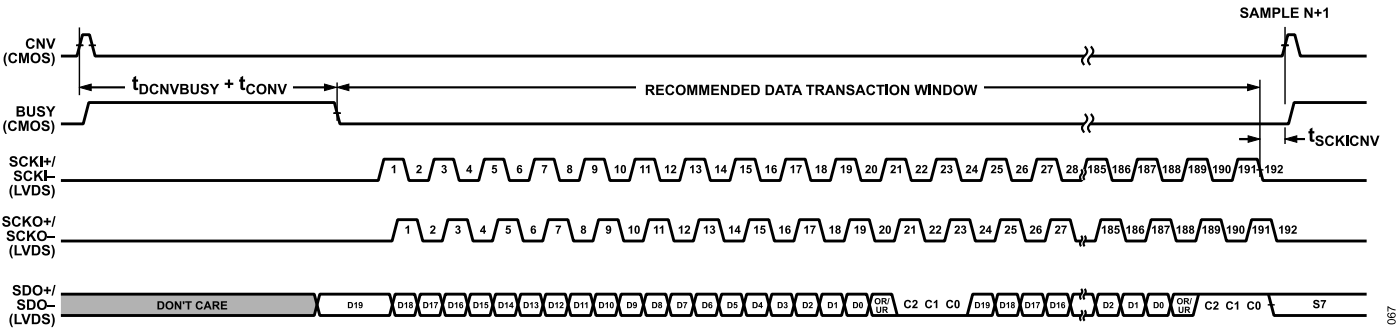 SAMPLE N+1
CNV
(CMOS)
tDCNVBUSY + tCONV
RECOMMENDED DATA TRANSACTION WINDOW
BUSY
(CMOS)
tSCKICNV
SCKI+/
SCKI–
(LVDS)
1 2 3 4 5 6 7 8 9 10 11 12 13 14 15 16 17 18 19 20 21 22 23 24 25 26 27 28 185 186 187 188 189 190 191 192
SCKO+/
SCKO–
(LVDS)
1 2 3 4 5 6 7 8 9 10 11 12 13 14 15 16 17 18 19 20 21 22 23 24 25 26 27 185 186 187 188 189 190 191 192
SDO+/
SDO–
(LVDS)
DON'T CARE D19 D18 D17 D16 D15 D14 D13 D12 D11 D10 D9 D8 D7 D6 D5 D4 D3 D2 D1 D0 OR/UR C2 C1 C0 D19 D18 D17 D16 D2 D1 D0 OR/UR C2 C1 C0 S7
067